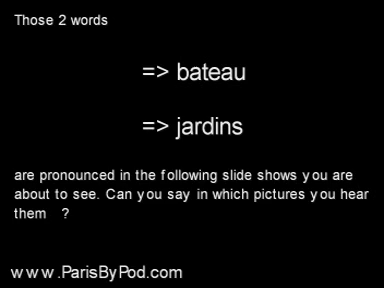 Those 2 words
=> bateau
=> jardins
are pronounced in the following slide shows you are
about to see. Can you say in which pictures you hear
them ?
www.ParisByPod.com